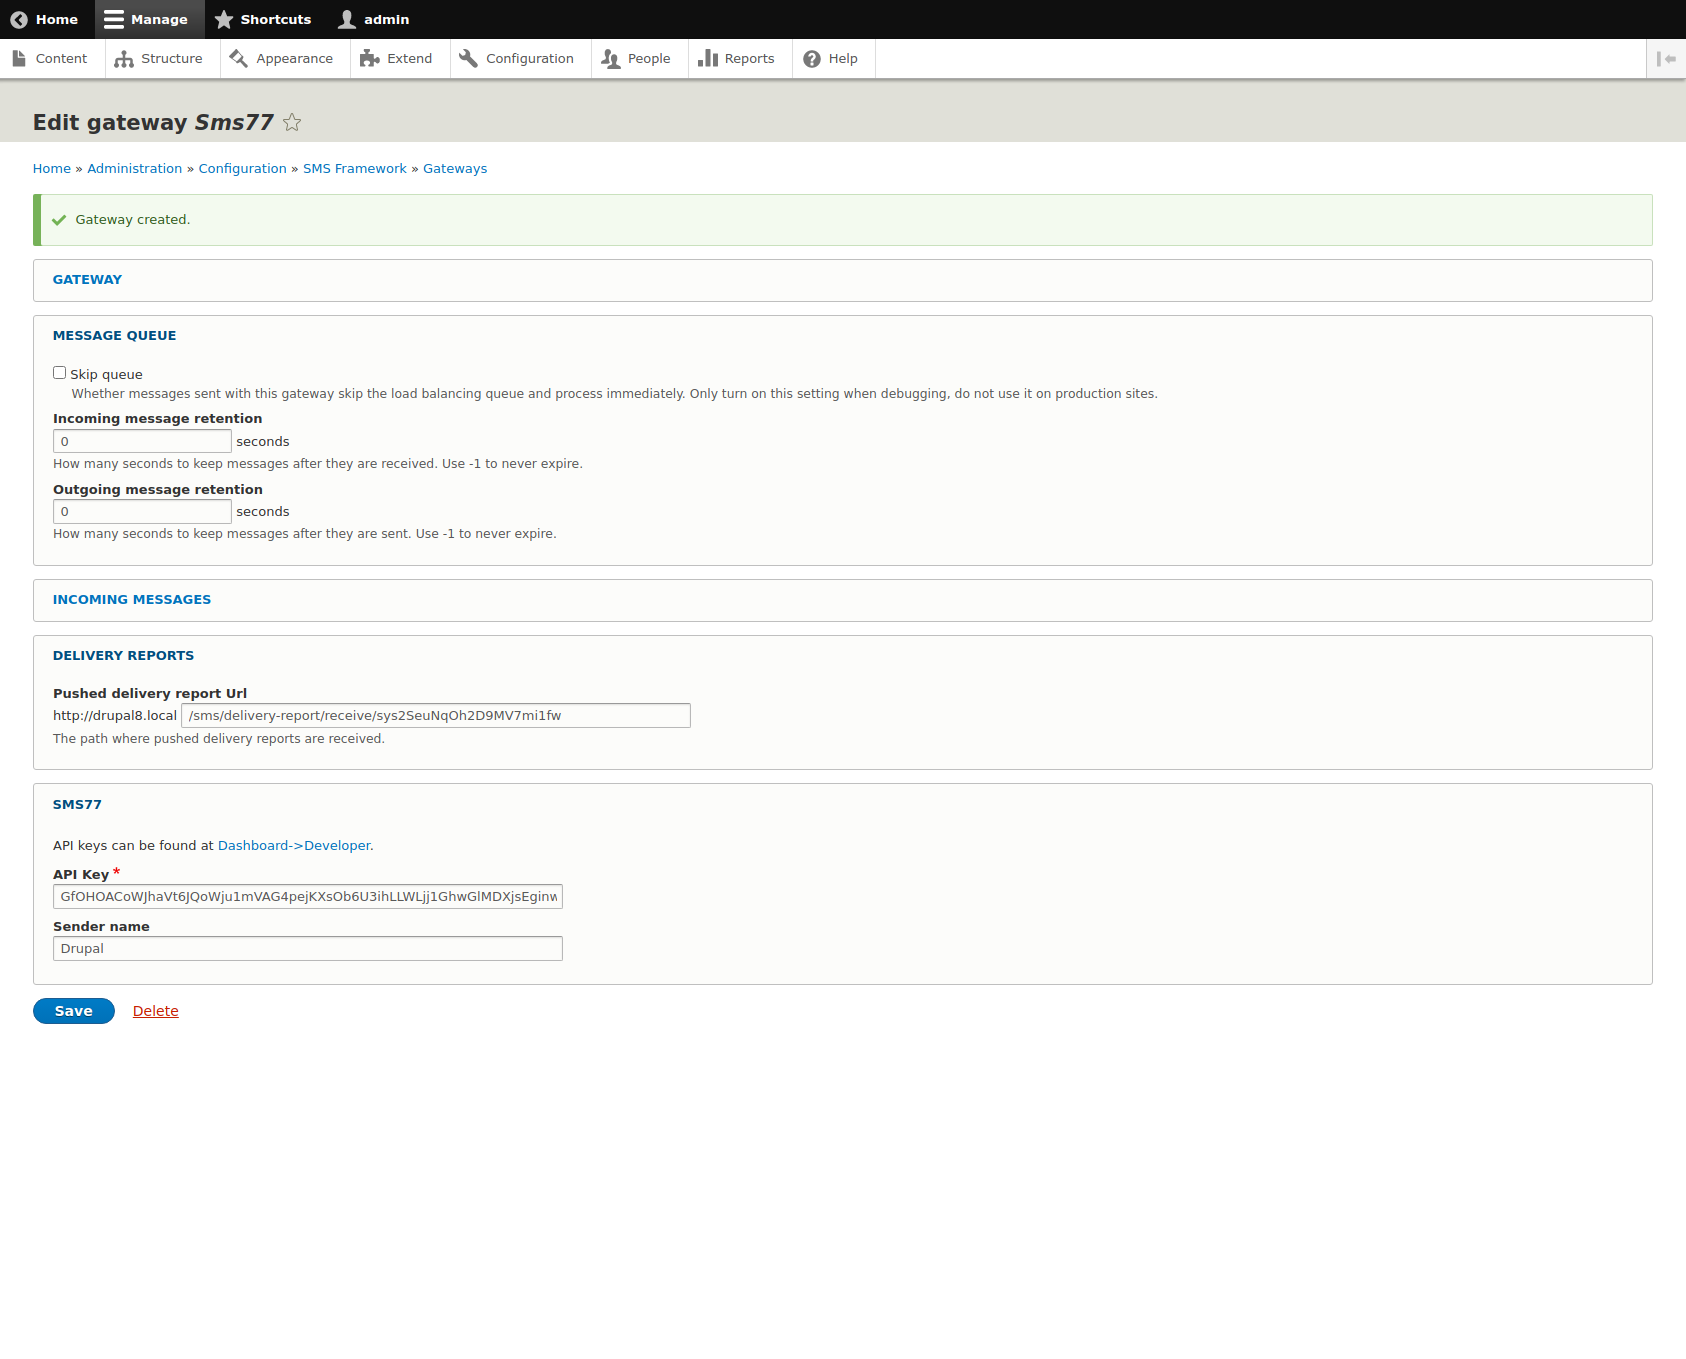 Home Manage Shortcuts admin
Content Structure Appearance Extend Configuration People Reports Help
Edit gateway Sms77
Home » Administration » Configuration » SMS Framework » Gateways
Gateway created.
GATEWAY
MESSAGE QUEUE
Skip queue
Whether messages sent with this gateway skip the load balancing queue and process immediately. Only turn on this setting when debugging, do not use it on production sites.
Incoming message retention
0 seconds
How many seconds to keep messages after they are received. Use -1 to never expire.
Outgoing message retention
0 seconds
How many seconds to keep messages after they are sent. Use -1 to never expire.
INCOMING MESSAGES
DELIVERY REPORTS
Pushed delivery report Url
http://drupal8.local /sms/delivery-report/receive/sys2SeuNqOh2D9MV7mi1fw
The path where pushed delivery reports are received.
SMS77
API keys can be found at Dashboard->Developer.
API Key *
GfOHOACoWJhaVt6JQoWju1mVAG4pejKXsOb6U3ihLLWLjj1GhwGlMDXjsEginw
Sender name
Drupal
Save Delete